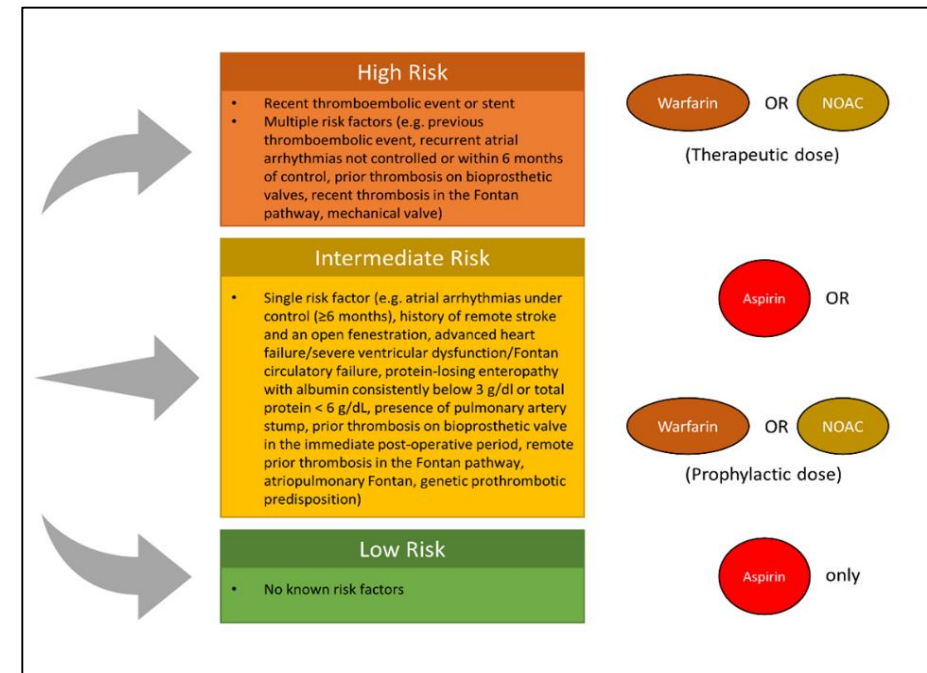 High Risk
• Recent thromboembolic event or stent
• Multiple risk factors (e.g. previous
thromboembolic event, recurrent atrial
arrhythmias not controlled or within 6 months
of control, prior thrombosis on bioprosthetic
valves, recent thrombosis in the Fontan
pathway, mechanical valve)
Warfarin OR NOAC
(Therapeutic dose)
Intermediate Risk
• Single risk factor (e.g. atrial arrhythmias under
control (≥6 months), history of remote stroke
and an open fenestration, advanced heart
failure/severe ventricular dysfunction/Fontan
circulatory failure, protein-losing enteropathy
with albumin consistently below 3 g/dl or total
protein < 6 g/dL, presence of pulmonary artery
stump, prior thrombosis on bioprosthetic valve
in the immediate post-operative period, remote
prior thrombosis in the Fontan pathway,
atriopulmonary Fontan, genetic prothrombotic
predisposition)
Aspirin OR
Warfarin OR NOAC
(Prophylactic dose)
Low Risk
• No known risk factors
Aspirin only